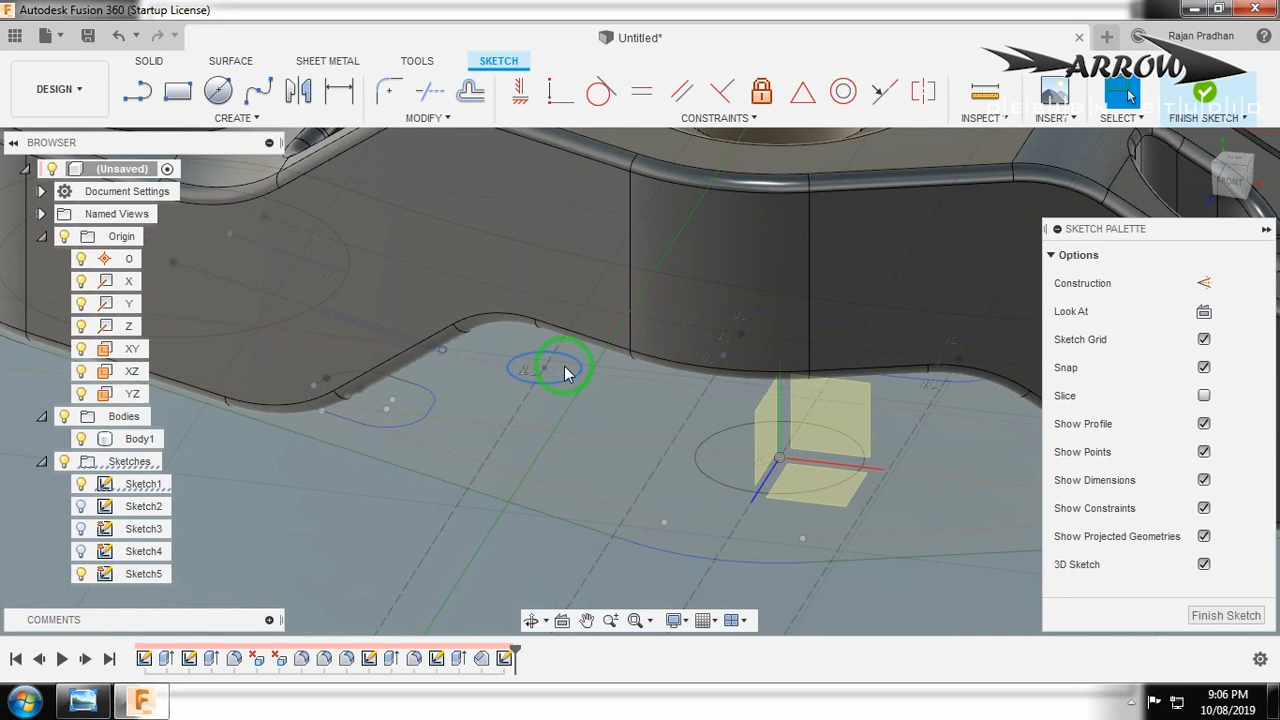 Autodesk Fusion 360 (Startup License)
Untitled*
Rajan Pradhan
SOLID
SURFACE
SHEET METAL
TOOLS
SKETCH
ARROW
DESIGN STUDIO
DESIGN
CREATE
MODIFY
CONSTRAINTS
INSPECT
INSERT
SELECT
FINISH SKETCH
BROWSER
(Unsaved)
Document Settings
Named Views
Origin
O
X
Y
Z
XY
XZ
YZ
Bodies
Body1
Sketches
Sketch1
Sketch2
Sketch3
Sketch4
Sketch5
FRONT
SKETCH PALETTE
Options
Construction
Look At
Sketch Grid
Snap
Slice
Show Profile
Show Points
Show Dimensions
Show Constraints
Show Projected Geometries
3D Sketch
Finish Sketch
COMMENTS
9:06 PM
10/08/2019